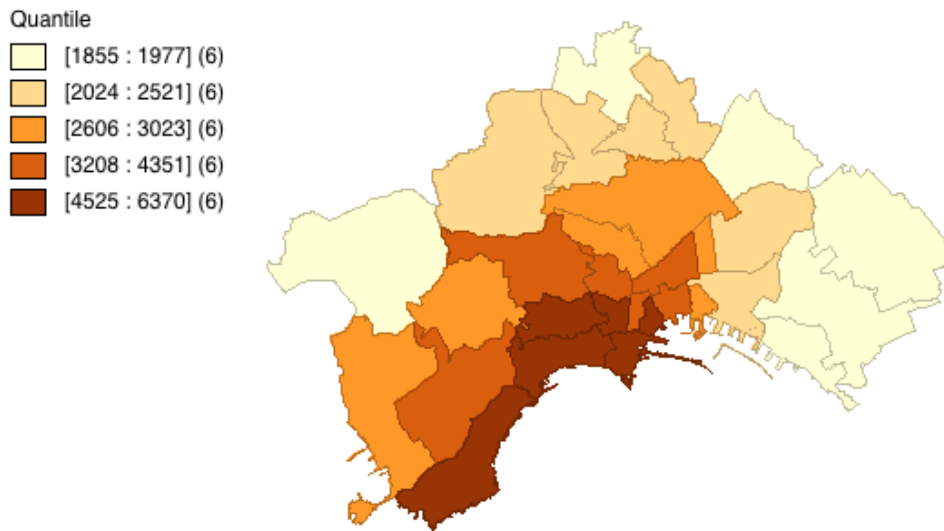 Quantile
[1855 : 1977] (6)
[2024 : 2521] (6)
[2606 : 3023] (6)
[3208 : 4351] (6)
[4525 : 6370] (6)